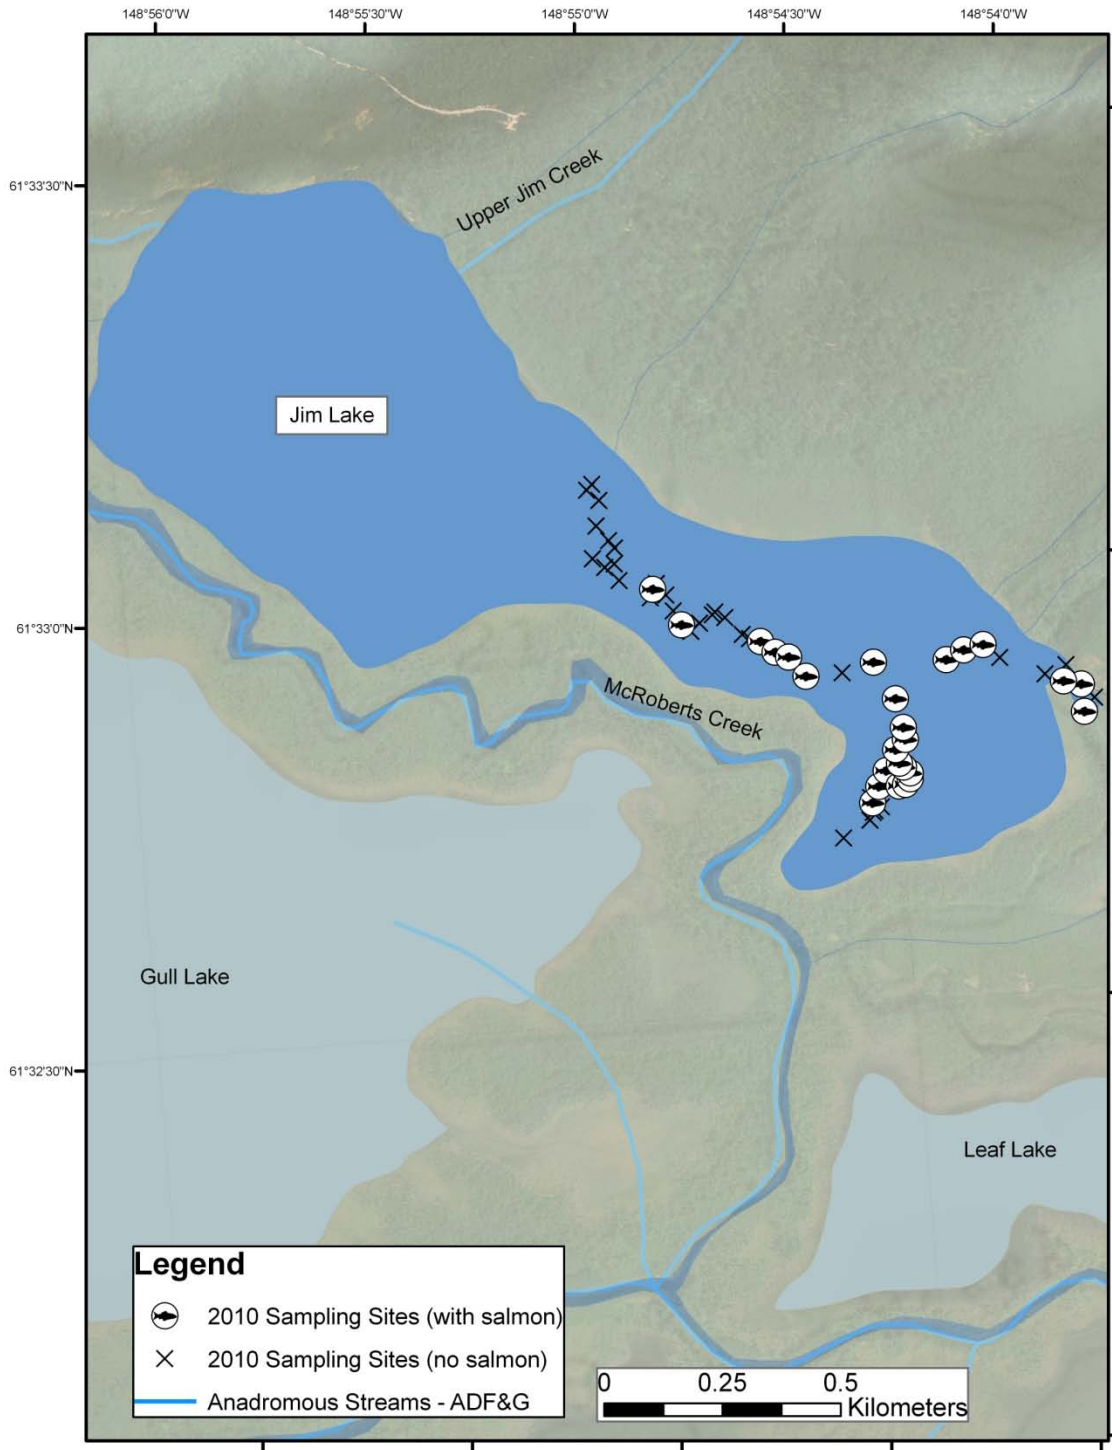 148°56'0"W 148°55'30"W 148°55'0"W 148°54'30"W 148°54'0"W
61°33'30"N
Upper Jim Creek
Jim Lake
61°33'0"N
McRoberts Creek
Gull Lake
61°32'30"N
Leaf Lake
Legend
2010 Sampling Sites (with salmon)
2010 Sampling Sites (no salmon)
Anadromous Streams - ADF&G
0 0.25 0.5
Kilometers